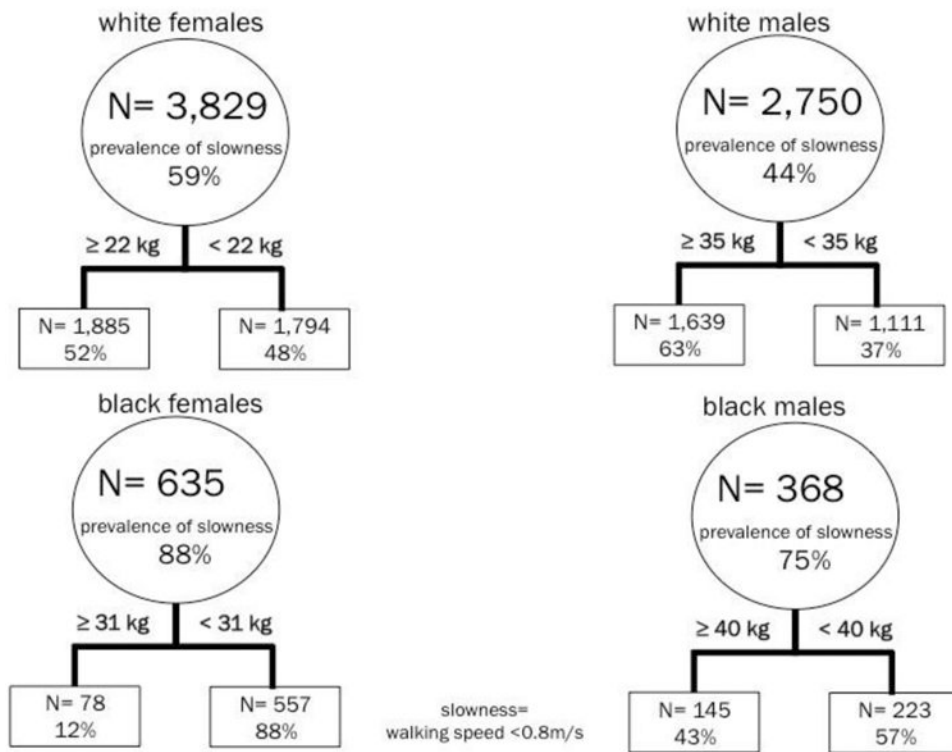 white females
N= 3,829
prevalence of slowness
59%
≥ 22 kg
< 22 kg
N= 1,885
52%
N= 1,794
48%
white males
N= 2,750
prevalence of slowness
44%
≥ 35 kg
< 35 kg
N= 1,639
63%
N= 1,111
37%
black females
N= 635
prevalence of slowness
88%
≥ 31 kg
< 31 kg
N= 78
12%
N= 557
88%
black males
N= 368
prevalence of slowness
75%
≥ 40 kg
< 40 kg
N= 145
43%
N= 223
57%
slowness=
walking speed <0.8m/s